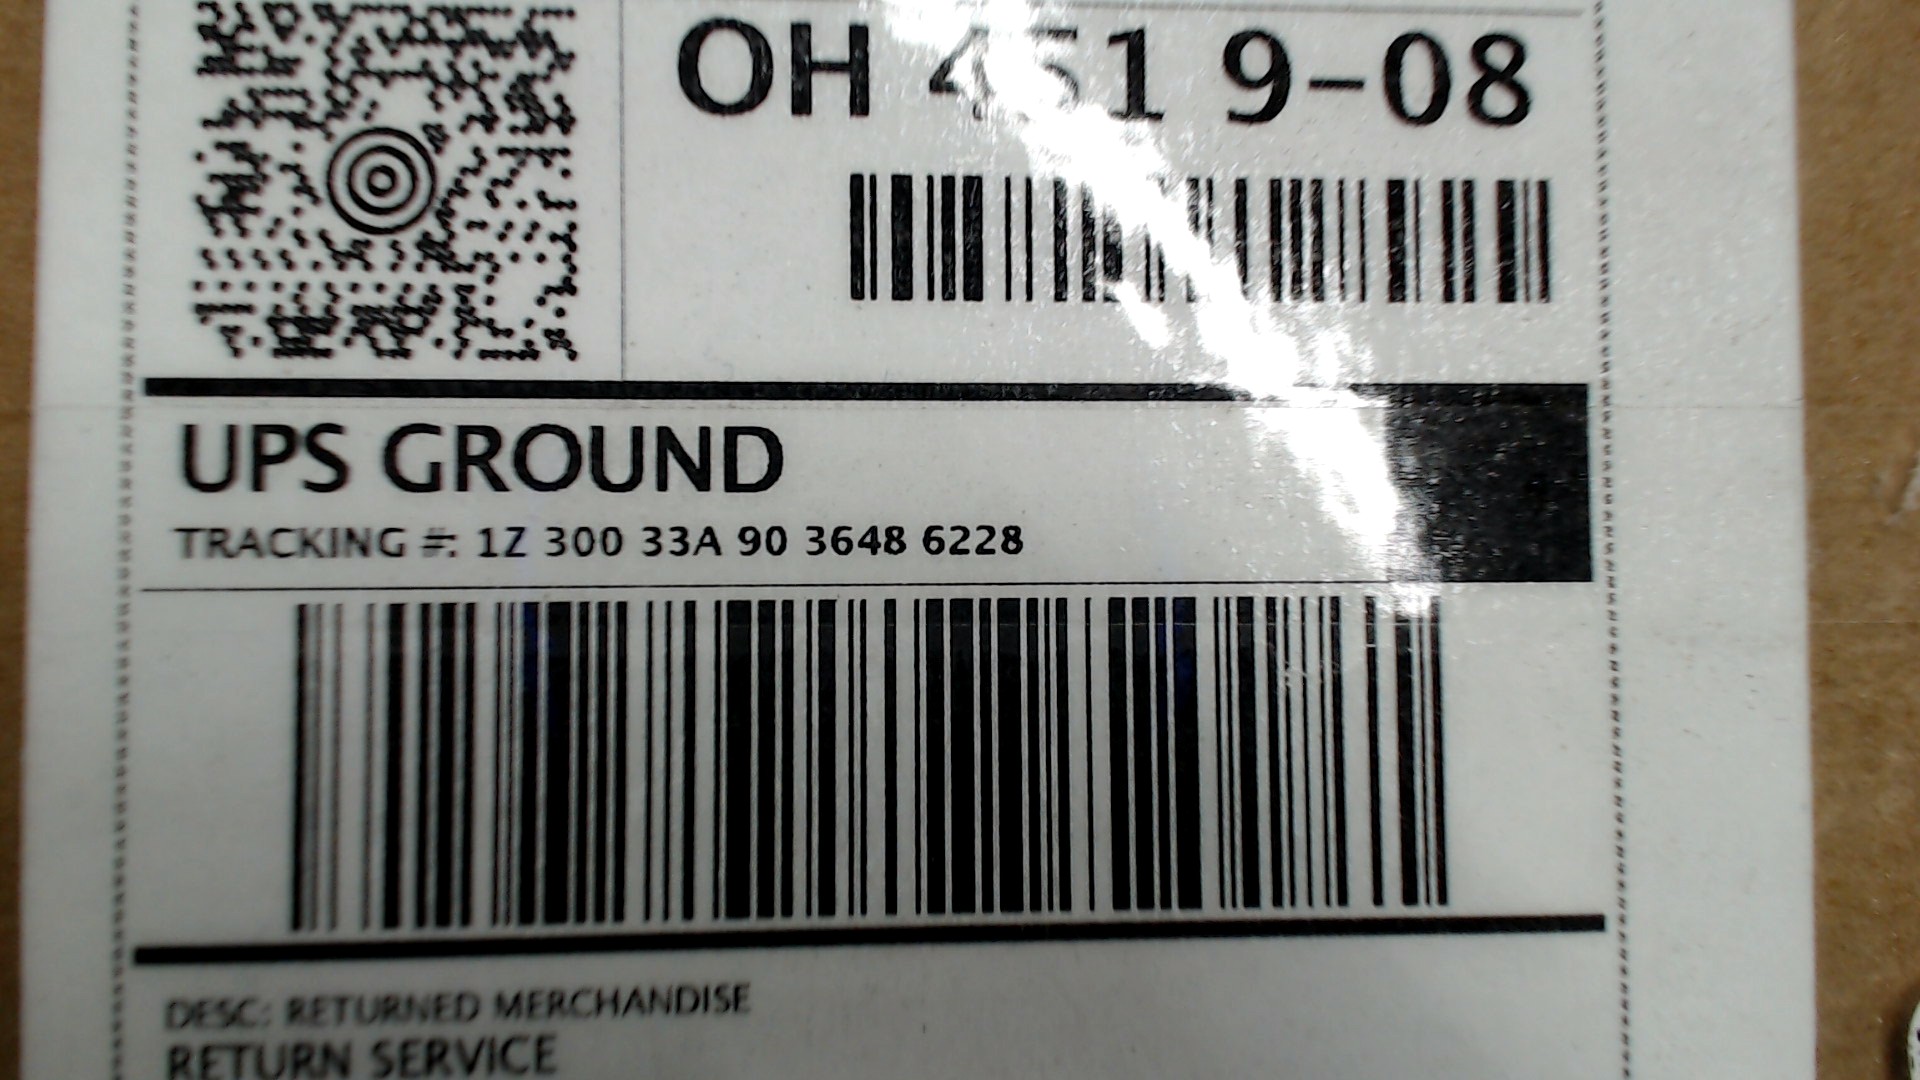 OH 451 9-08
UPS GROUND
TRACKING #: 1Z 300 33A 90 3648 6228
DESC: RETURNED MERCHANDISE
RETURN SERVICE